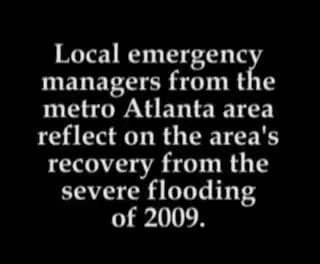 Local emergency
managers from the
metro Atlanta area
reflect on the area's
recovery from the
severe flooding
of 2009.